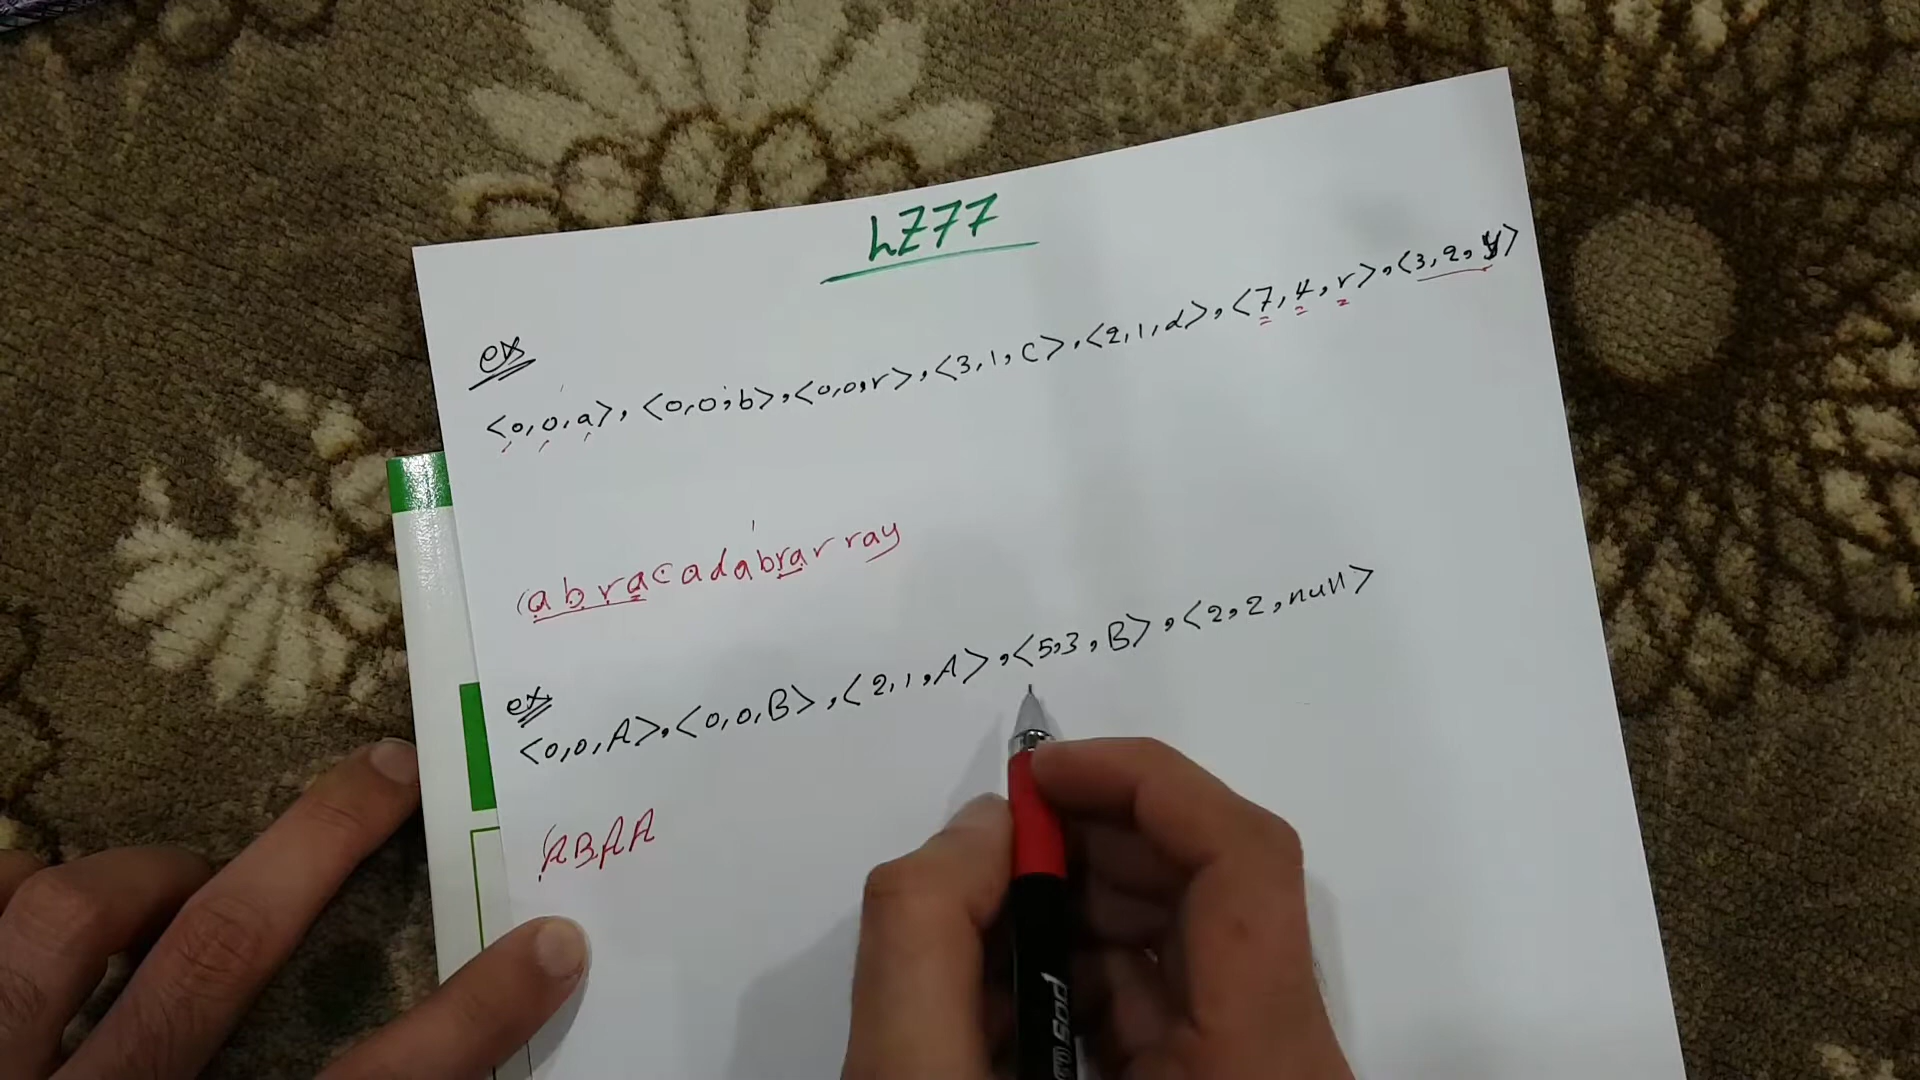 LZ77
ex
<0,0,a>, <0,0,b>,<0,0,r>,<3,1,c>,<2,1,d>,<7,4,r>,<3,2,y>
abracadabrarray
ex
<0,0,A>,<0,0,B>,<2,1,A>,<5,3,B>,<2,2,null>
ABAA